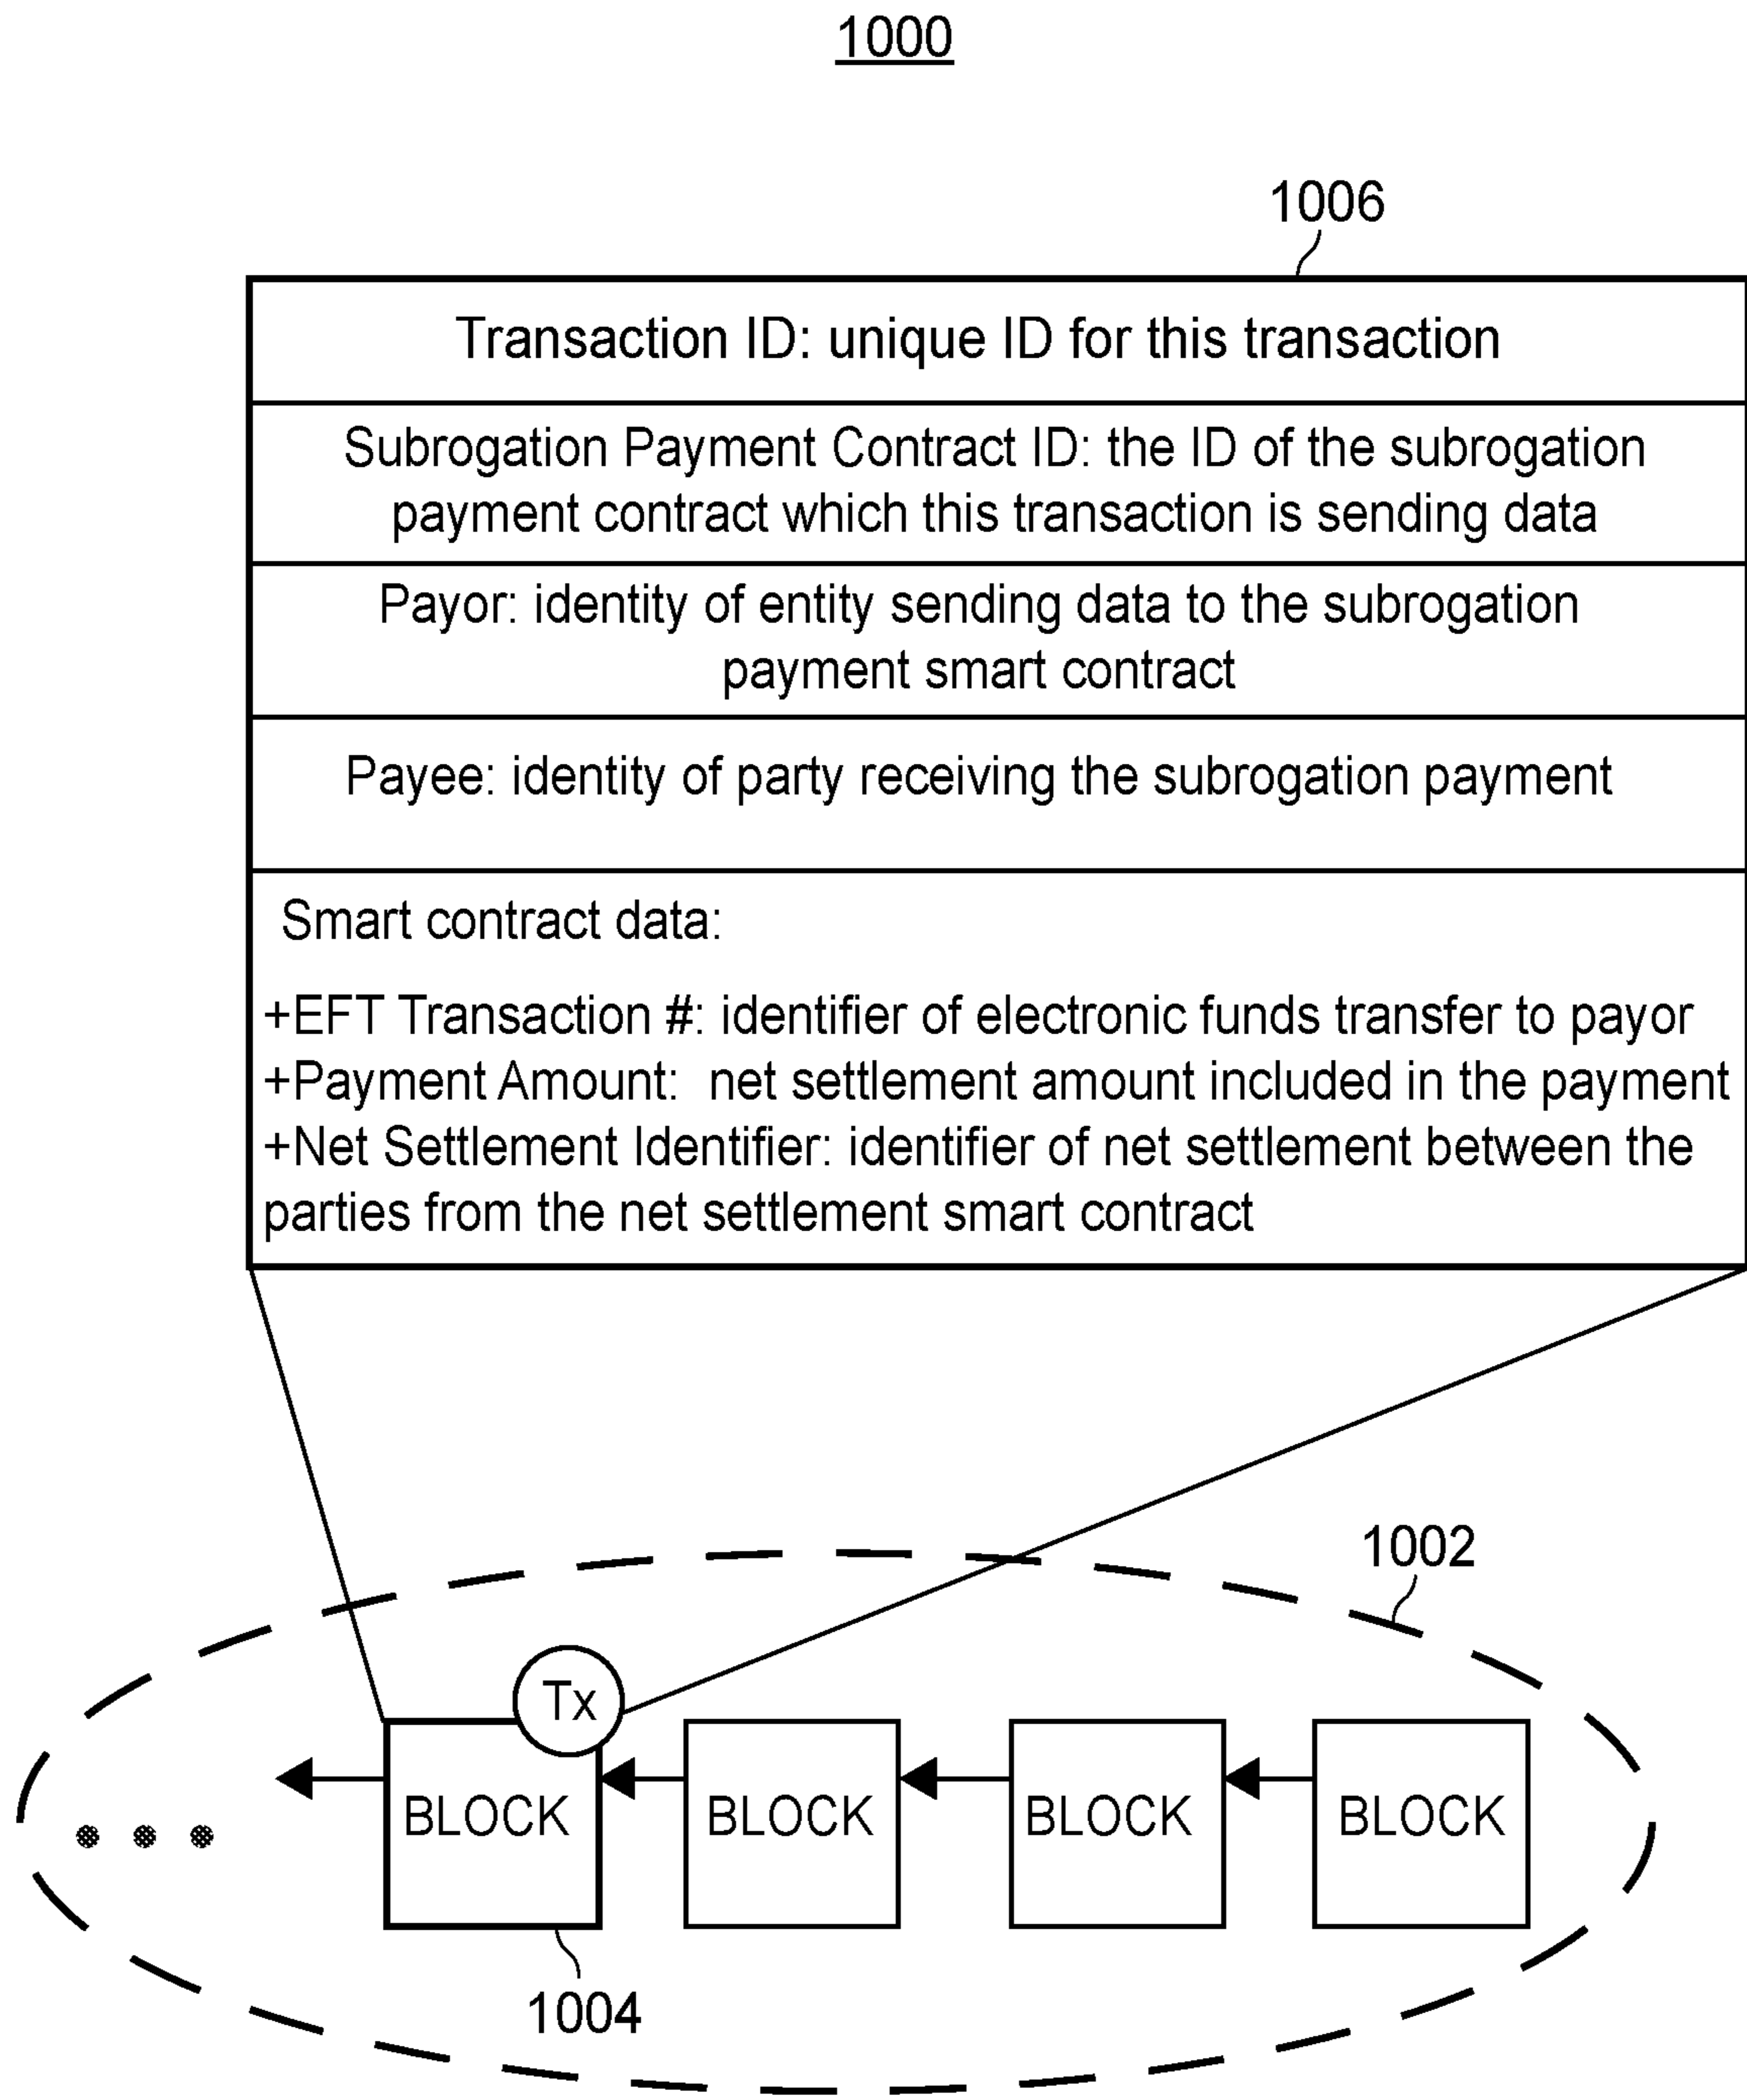 1000
1006
Transaction ID: unique ID for this transaction
Subrogation Payment Contract ID: the ID of the subrogation
payment contract which this transaction is sending data
Payor: identity of entity sending data to the subrogation
payment smart contract
Payee: identity of party receiving the subrogation payment
Smart contract data:
+EFT Transaction #: identifier of electronic funds transfer to payor
+Payment Amount:  net settlement amount included in the payment
+Net Settlement Identifier: identifier of net settlement between the
parties from the net settlement smart contract
1002
Tx
BLOCK BLOCK BLOCK BLOCK
1004